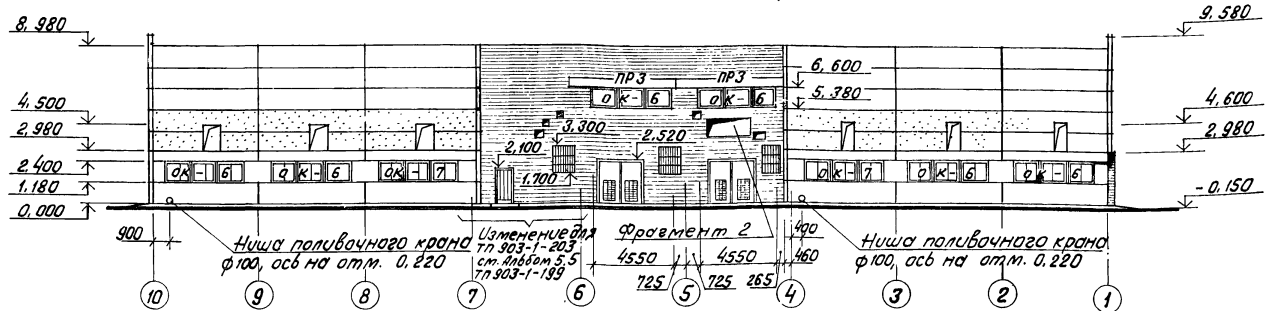 8,980
9,580
ПРЗ ПРЗ
6,600
ОК-6 ОК-6
5,380
4,500
4,600
3,300
2,520
2,980
2,980
2,100
2,400
ОК-6 ОК-6 ОК-7
ОК-7 ОК-6 ОК-6
1.700
1.180
0,000
-0,150
900
Ниша поливочного крана
ф100, ось на отм. 0,220
Изменение для
ТП 903-1-203
см. Альбом 5.5
ТП 903-1-199
Фрагмент 2
490
4550 4550 460
725 725 265
Ниша поливочного крана
ф100, ось на отм. 0.220
10 9 8 7 6 5 4 3 2 1